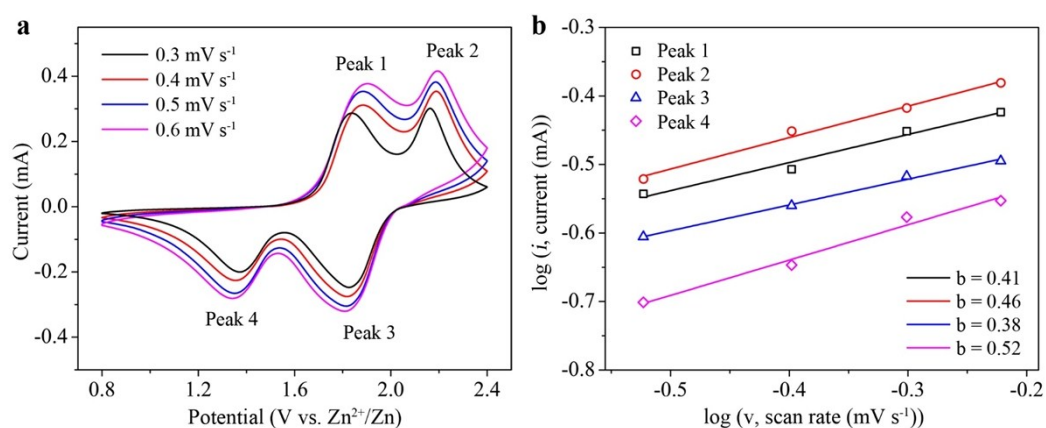 a
0.3 mV s⁻¹
0.4 mV s⁻¹
0.5 mV s⁻¹
0.6 mV s⁻¹
Peak 1
Peak 2
Peak 4
Peak 3
0.4
0.2
0.0
-0.2
-0.4
Current (mA)
0.8
1.2
1.6
2.0
2.4
Potential (V vs. Zn²⁺/Zn)
b
Peak 1
Peak 2
Peak 3
Peak 4
b = 0.41
b = 0.46
b = 0.38
b = 0.52
-0.3
-0.4
-0.5
-0.6
-0.7
-0.8
log (i, current (mA))
-0.5
-0.4
-0.3
-0.2
log (v, scan rate (mV s⁻¹))